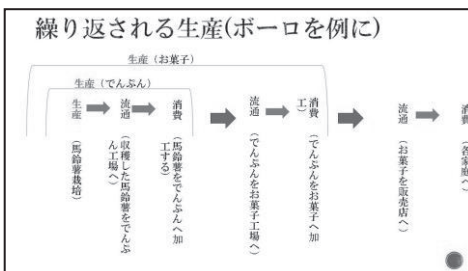 繰り返される生産(ボーロを例に)
生産（お菓子）
生産（でんぷん）
生産
（馬鈴薯栽培）
流通
（収穫した馬鈴薯をでんぷん工場へ）
消費
（馬鈴薯をでんぷんへ加工する）
流通
（でんぷんをお菓子工場へ）
消費
（でんぷんをお菓子へ加工）
流通
（お菓子を販売店へ）
消費
（各家庭へ）